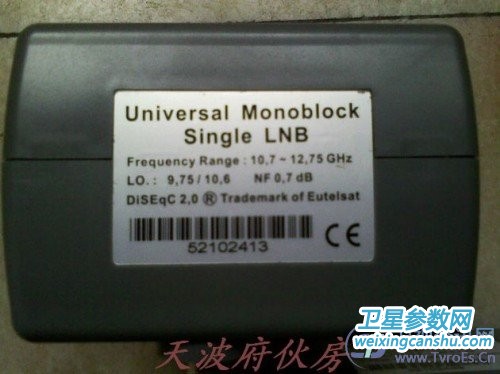 Universal Monoblock
Single LNB
Frequency Range : 10,7 ~ 12,75 GHz
LO. : 9,75 / 10,6 NF 0,7 dB
DiSEqC 2,0 ® Trademark of Eutelsat
52102413 CE
卫星参数网
weixingcanshu.com
天波府伙房
www.TvroEs.Cn